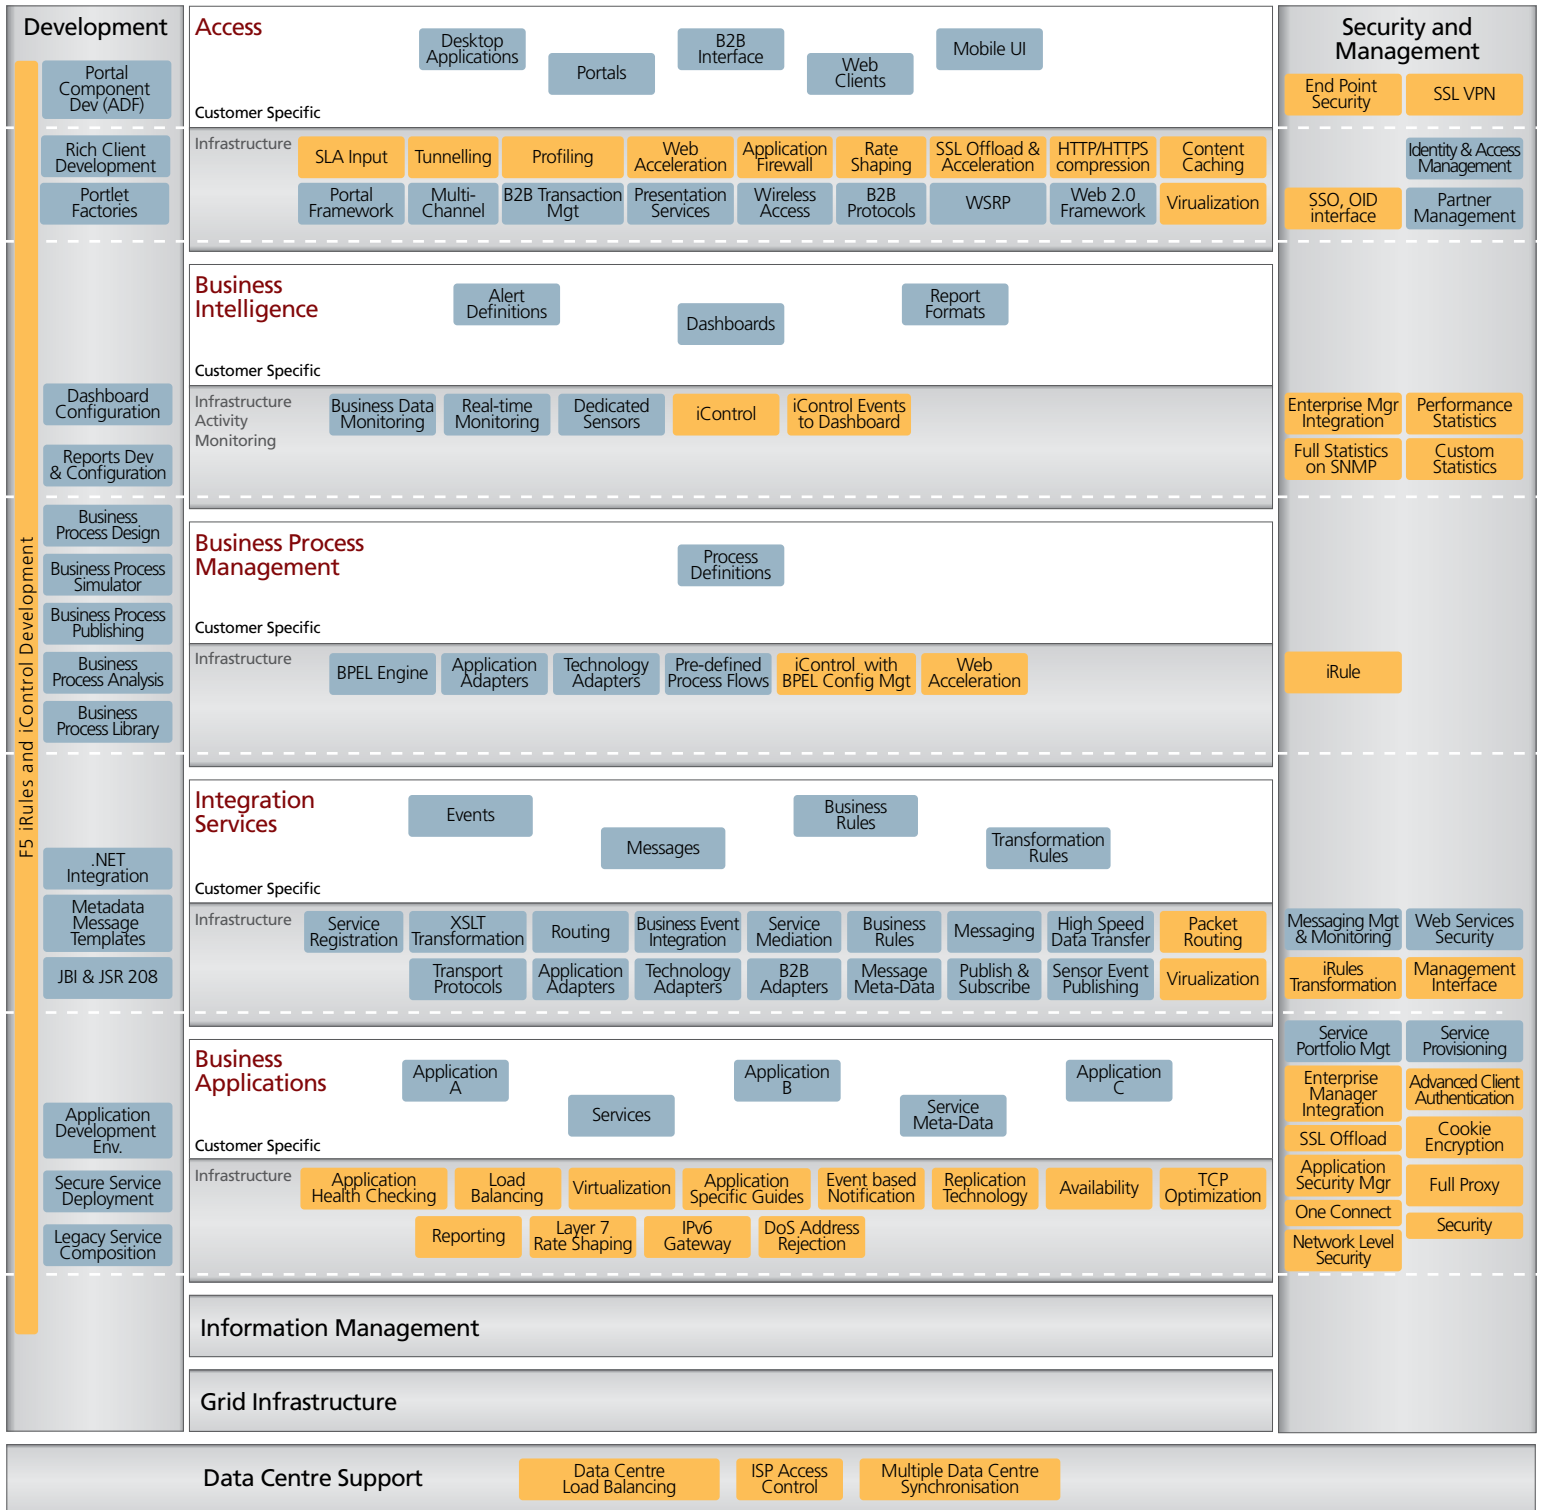 Development
F5 iRules and iControl Development
Portal
Component
Dev (ADF)
Rich Client
Development
Portlet
Factories
Dashboard
Configuration
Reports Dev
& Configuration
Business
Process Design
Business Process
Simulator
Business Process
Publishing
Business
Process Analysis
Business
Process Library
.NET
Integration
Metadata
Message
Templates
JBI & JSR 208
Application
Development
Env.
Secure Service
Deployment
Legacy Service
Composition
Access
Desktop
Applications
Portals
B2B
Interface
Web
Clients
Mobile UI
Customer Specific
Infrastructure
SLA Input
Tunnelling
Profiling
Web
Acceleration
Application
Firewall
Rate
Shaping
SSL Offload &
Acceleration
HTTP/HTTPS
compression
Content
Caching
Portal
Framework
Multi-
Channel
B2B Transaction
Mgt
Presentation
Services
Wireless
Access
B2B
Protocols
WSRP
Web 2.0
Framework
Virualization
Business
Intelligence
Alert
Definitions
Dashboards
Report
Formats
Customer Specific
Infrastructure
Activity
Monitoring
Business Data
Monitoring
Real-time
Monitoring
Dedicated
Sensors
iControl
iControl Events
to Dashboard
Business Process
Management
Process
Definitions
Customer Specific
Infrastructure
BPEL Engine
Application
Adapters
Technology
Adapters
Pre-defined
Process Flows
iControl with
BPEL Config Mgt
Web
Acceleration
Integration
Services
Events
Messages
Business
Rules
Transformation
Rules
Customer Specific
Infrastructure
Service
Registration
XSLT
Transformation
Routing
Business Event
Integration
Service
Mediation
Business
Rules
Messaging
High Speed
Data Transfer
Packet
Routing
Transport
Protocols
Application
Adapters
Technology
Adapters
B2B
Adapters
Message
Meta-Data
Publish &
Subscribe
Sensor Event
Publishing
Virualization
Business
Applications
Application
A
Services
Application
B
Service
Meta-Data
Application
C
Customer Specific
Infrastructure
Application
Health Checking
Load
Balancing
Virtualization
Application
Specific Guides
Event based
Notification
Replication
Technology
Availability
TCP
Optimization
Reporting
Layer 7
Rate Shaping
IPv6
Gateway
DoS Address
Rejection
Information Management
Grid Infrastructure
Security and
Management
End Point
Security
SSL VPN
Identity & Access
Management
SSO, OID
interface
Partner
Management
Enterprise Mgr
Integration
Performance
Statistics
Full Statistics
on SNMP
Custom
Statistics
iRule
Messaging Mgt
& Monitoring
Web Services
Security
iRules
Transformation
Management
Interface
Service
Portfolio Mgt
Service
Provisioning
Enterprise
Manager
Integration
Advanced Client
Authentication
SSL Offload
Cookie
Encryption
Application
Security Mgr
Full Proxy
One Connect
Security
Network Level
Security
Data Centre Support
Data Centre
Load Balancing
ISP Access
Control
Multiple Data Centre
Synchronisation